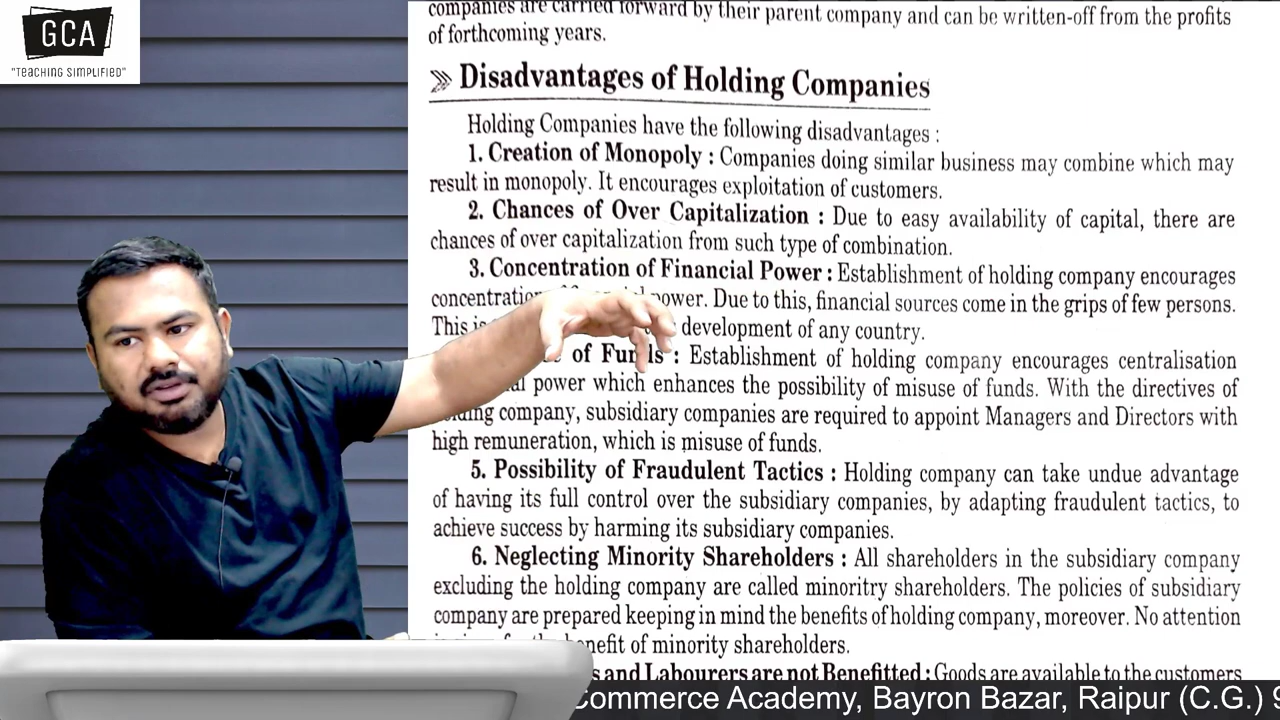 GCA
"TEACHING SIMPLIFIED"
companies are carried forward by their parent company and can be written-off from the profits
of forthcoming years.
Disadvantages of Holding Companies
Holding Companies have the following disadvantages :
1. Creation of Monopoly : Companies doing similar business may combine which may
result in monopoly. It encourages exploitation of customers.
2. Chances of Over Capitalization : Due to easy availability of capital, there are
chances of over capitalization from such type of combination.
3. Concentration of Financial Power : Establishment of holding company encourages
power. Due to this, financial sources come in the grips of few persons.
This development of any country.
of Funds : Establishment of holding company encourages centralisation
power which enhances the possibility of misuse of funds. With the directives of
company, subsidiary companies are required to appoint Managers and Directors with
high remuneration, which is misuse of funds.
5. Possibility of Fraudulent Tactics : Holding company can take undue advantage
of having its full control over the subsidiary companies, by adapting fraudulent tactics, to
achieve success by harming its subsidiary companies.
6. Neglecting Minority Shareholders : All shareholders in the subsidiary company
excluding the holding company are called minoritry shareholders. The policies of subsidiary
company are prepared keeping in mind the benefits of holding company, moreover. No attention
of minority shareholders.
and Labourers are not Benefitted : Goods are available to the customers
Commerce Academy, Bayron Bazar, Raipur (C.G.) 9